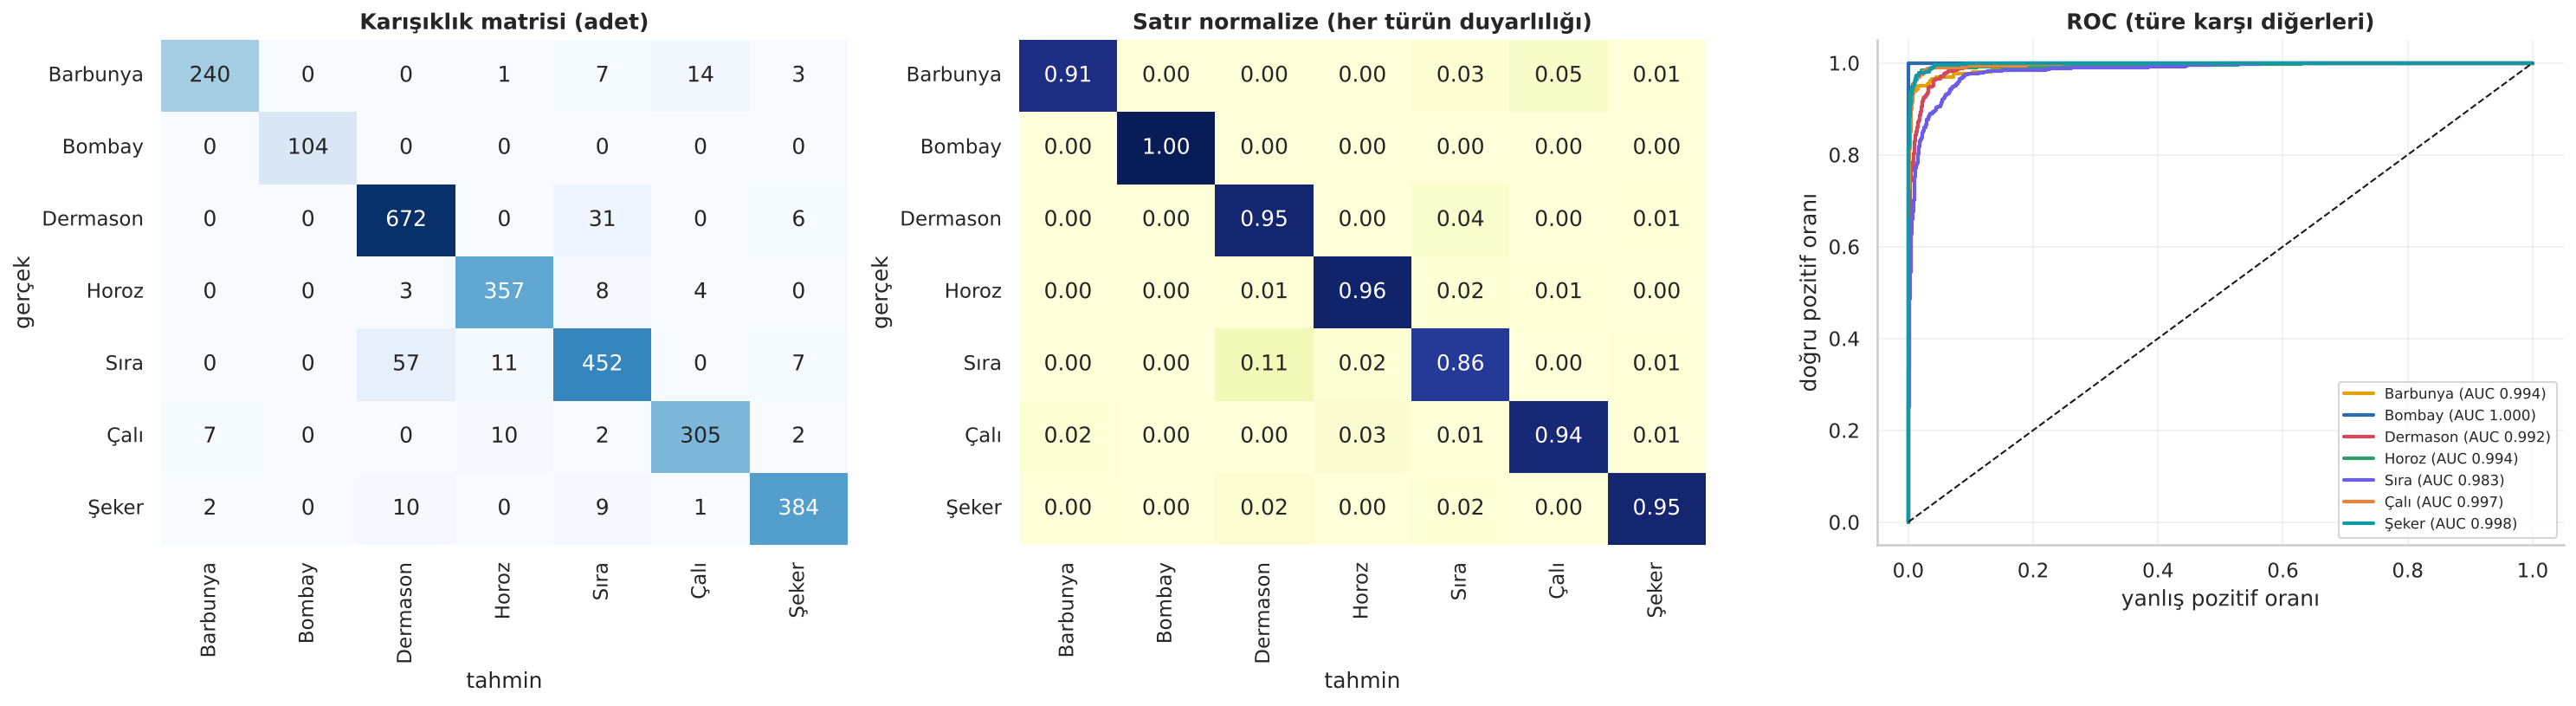 Karışıklık matrisi (adet)
gerçek
Barbunya 240 0 0 1 7 14 3
Bombay 0 104 0 0 0 0 0
Dermason 0 0 672 0 31 0 6
Horoz 0 0 3 357 8 4 0
Sıra 0 0 57 11 452 0 7
Çalı 7 0 0 10 2 305 2
Şeker 2 0 10 0 9 1 384
Barbunya Bombay Dermason Horoz Sıra Çalı Şeker
tahmin
Satır normalize (her türün duyarlılığı)
gerçek
Barbunya 0.91 0.00 0.00 0.00 0.03 0.05 0.01
Bombay 0.00 1.00 0.00 0.00 0.00 0.00 0.00
Dermason 0.00 0.00 0.95 0.00 0.04 0.00 0.01
Horoz 0.00 0.00 0.01 0.96 0.02 0.01 0.00
Sıra 0.00 0.00 0.11 0.02 0.86 0.00 0.01
Çalı 0.02 0.00 0.00 0.03 0.01 0.94 0.01
Şeker 0.00 0.00 0.02 0.00 0.02 0.00 0.95
Barbunya Bombay Dermason Horoz Sıra Çalı Şeker
tahmin
ROC (türe karşı diğerleri)
doğru pozitif oranı
1.0
0.8
0.6
0.4
0.2
0.0
Barbunya (AUC 0.994)
Bombay (AUC 1.000)
Dermason (AUC 0.992)
Horoz (AUC 0.994)
Sıra (AUC 0.983)
Çalı (AUC 0.997)
Şeker (AUC 0.998)
0.0 0.2 0.4 0.6 0.8 1.0
yanlış pozitif oranı